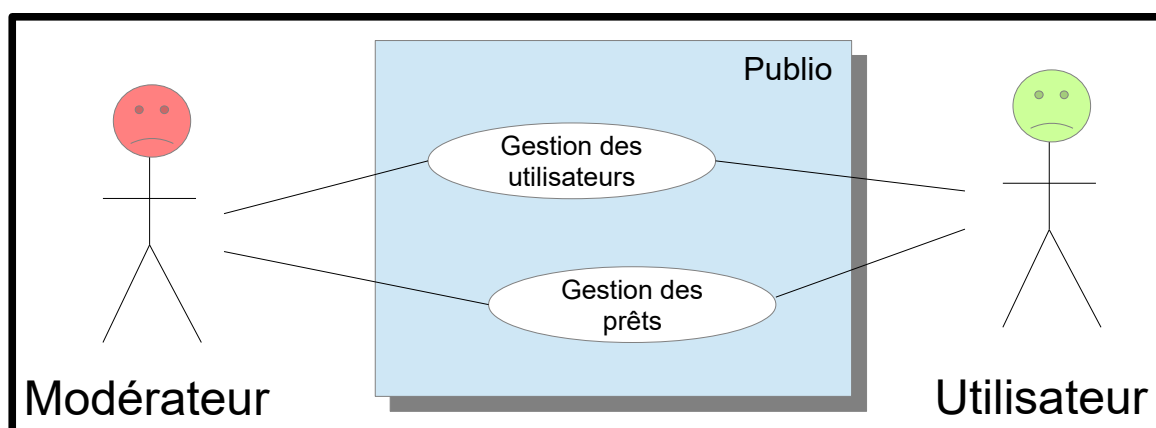 Publio
Gestion des
utilisateurs
Gestion des
prêts
Modérateur
Utilisateur